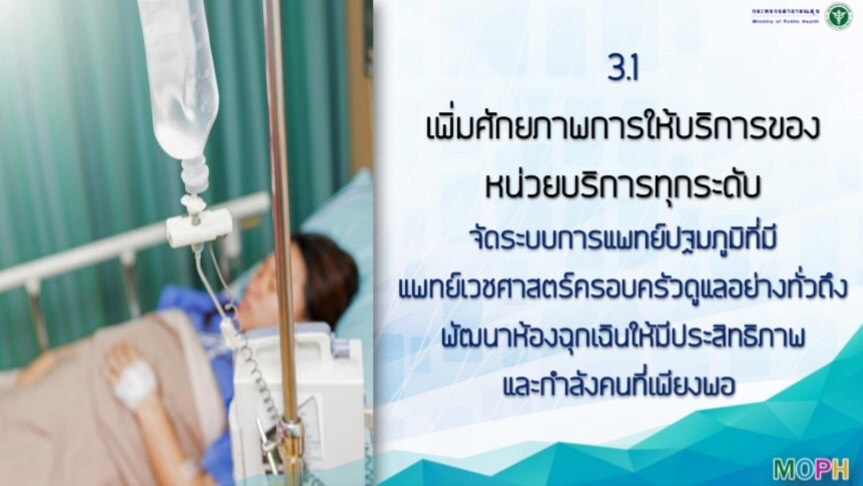 กระทรวงสาธารณสุข
Ministry of Public Health
3.1
เพิ่มศักยภาพการให้บริการของ
หน่วยบริการทุกระดับ
จัดระบบการแพทย์ปฐมภูมิที่มี
แพทย์เวชศาสตร์ครอบครัวดูแลอย่างทั่วถึง
พัฒนาห้องฉุกเฉินให้มีประสิทธิภาพ
และกำลังคนที่เพียงพอ
MOPH